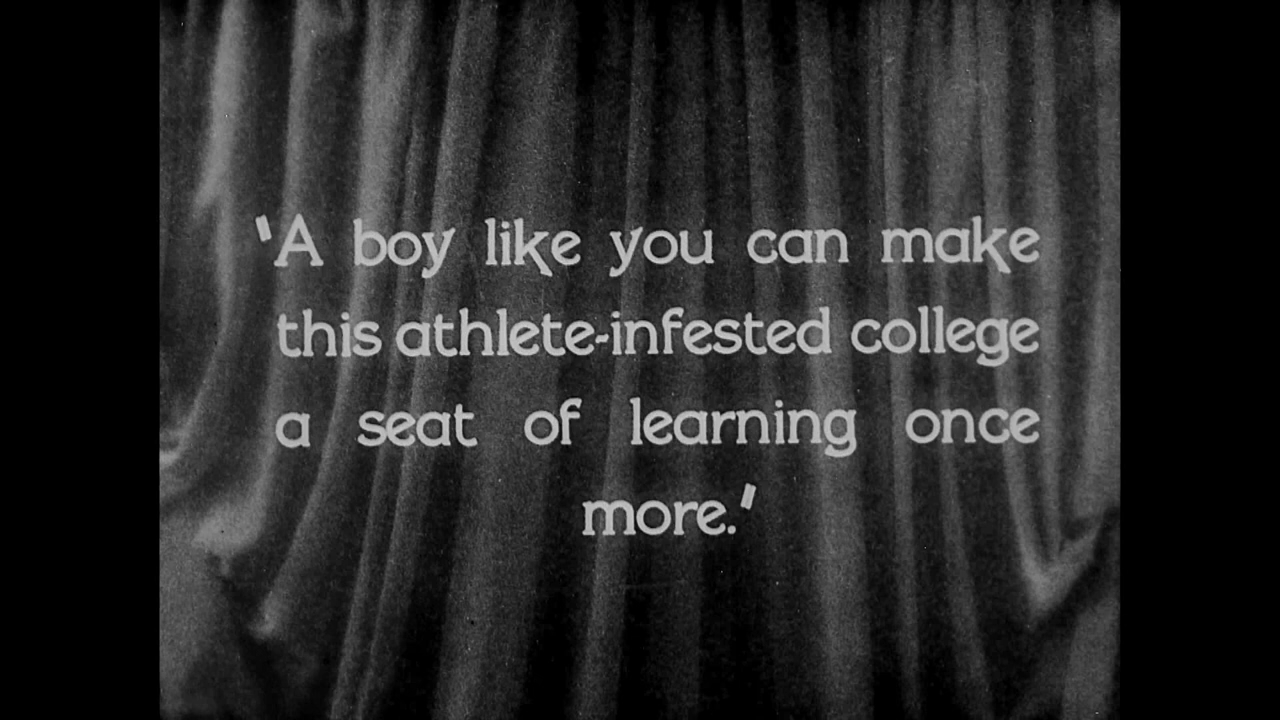 "A boy like you can make
this athlete-infested college
a seat of learning once
more."